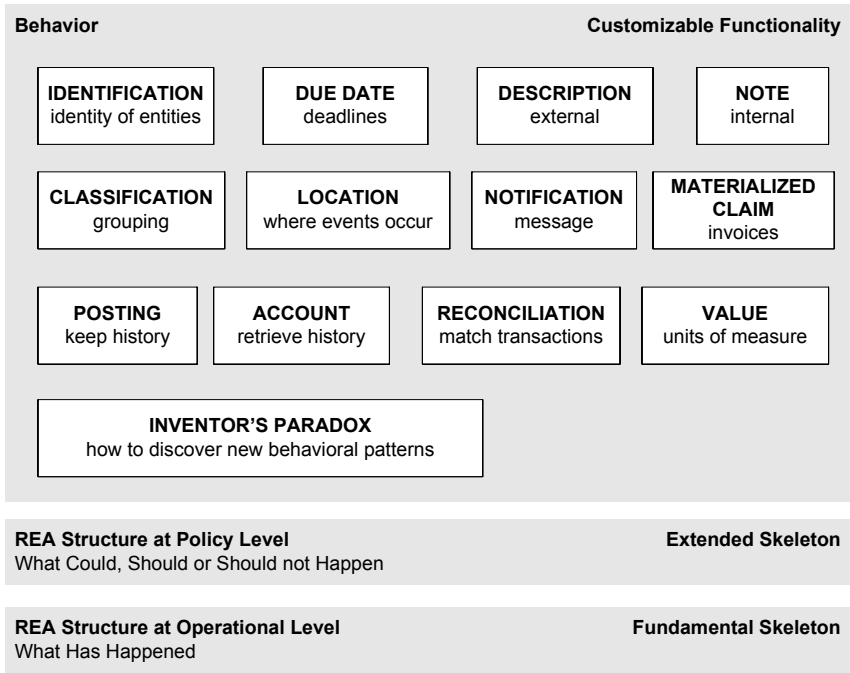 Behavior Customizable Functionality
IDENTIFICATION
identity of entities
DUE DATE
deadlines
DESCRIPTION
external
NOTE
internal
CLASSIFICATION
grouping
LOCATION
where events occur
NOTIFICATION
message
MATERIALIZED
CLAIM
invoices
POSTING
keep history
ACCOUNT
retrieve history
RECONCILIATION
match transactions
VALUE
units of measure
INVENTOR'S PARADOX
how to discover new behavioral patterns
REA Structure at Policy Level Extended Skeleton
What Could, Should or Should not Happen
REA Structure at Operational Level Fundamental Skeleton
What Has Happened